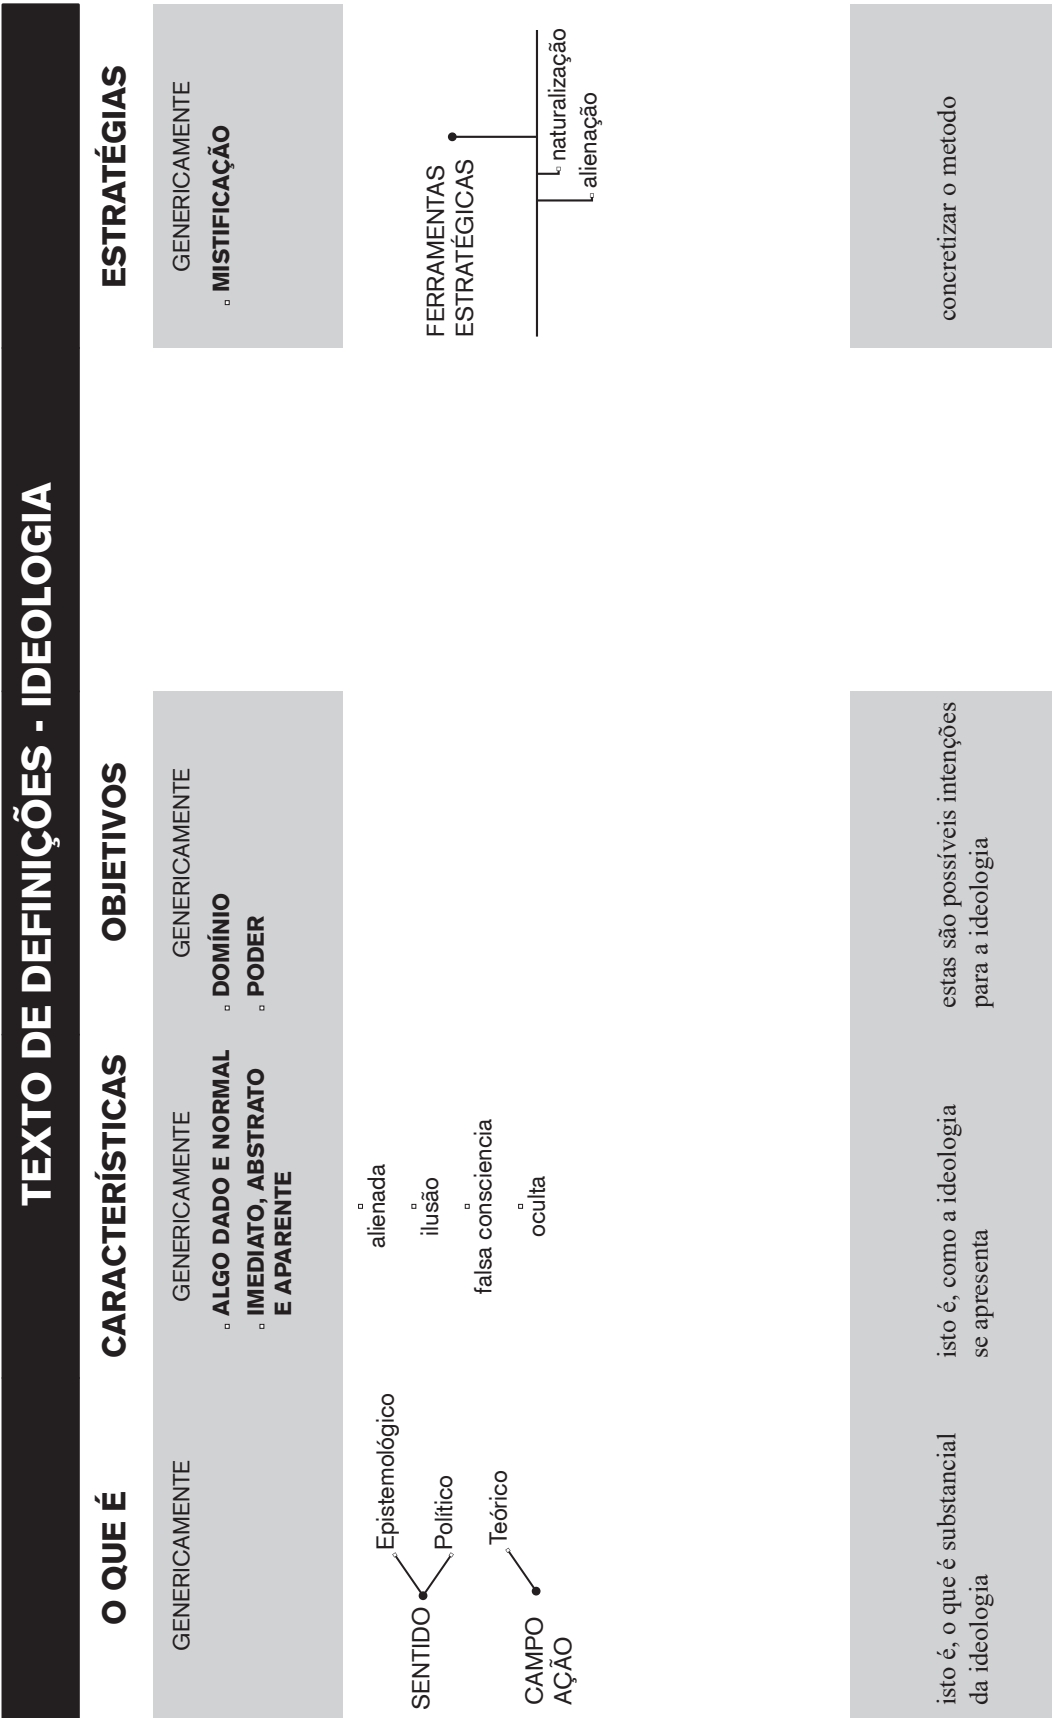 TEXTO DE DEFINIÇÕES - IDEOLOGIA
O QUE É
GENERICAMENTE
SENTIDO
Epistemológico
Político
CAMPO
AÇÃO
Teórico
isto é, o que é substancial
da ideologia
CARACTERÍSTICAS
GENERICAMENTE
ALGO DADO E NORMAL
IMEDIATO, ABSTRATO
E APARENTE
alienada
ilusão
falsa consciencia
oculta
isto é, como a ideologia
se apresenta
OBJETIVOS
GENERICAMENTE
DOMÍNIO
PODER
estas são possíveis intenções
para a ideologia
ESTRATÉGIAS
GENERICAMENTE
MISTIFICAÇÃO
FERRAMENTAS
ESTRATÉGICAS
naturalização
alienação
concretizar o metodo